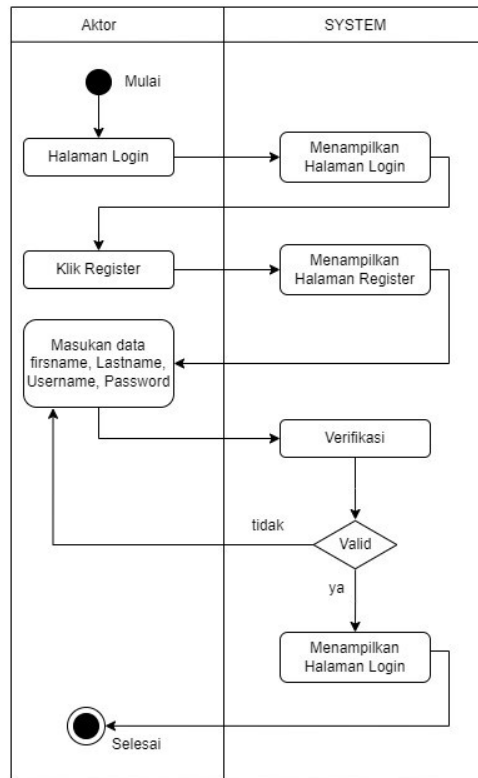 Aktor
SYSTEM
Mulai
Halaman Login
Menampilkan
Halaman Login
Klik Register
Menampilkan
Halaman Register
Masukan data
firsname, Lastname,
Username, Password
Verifikasi
tidak
Valid
ya
Menampilkan
Halaman Login
Selesai